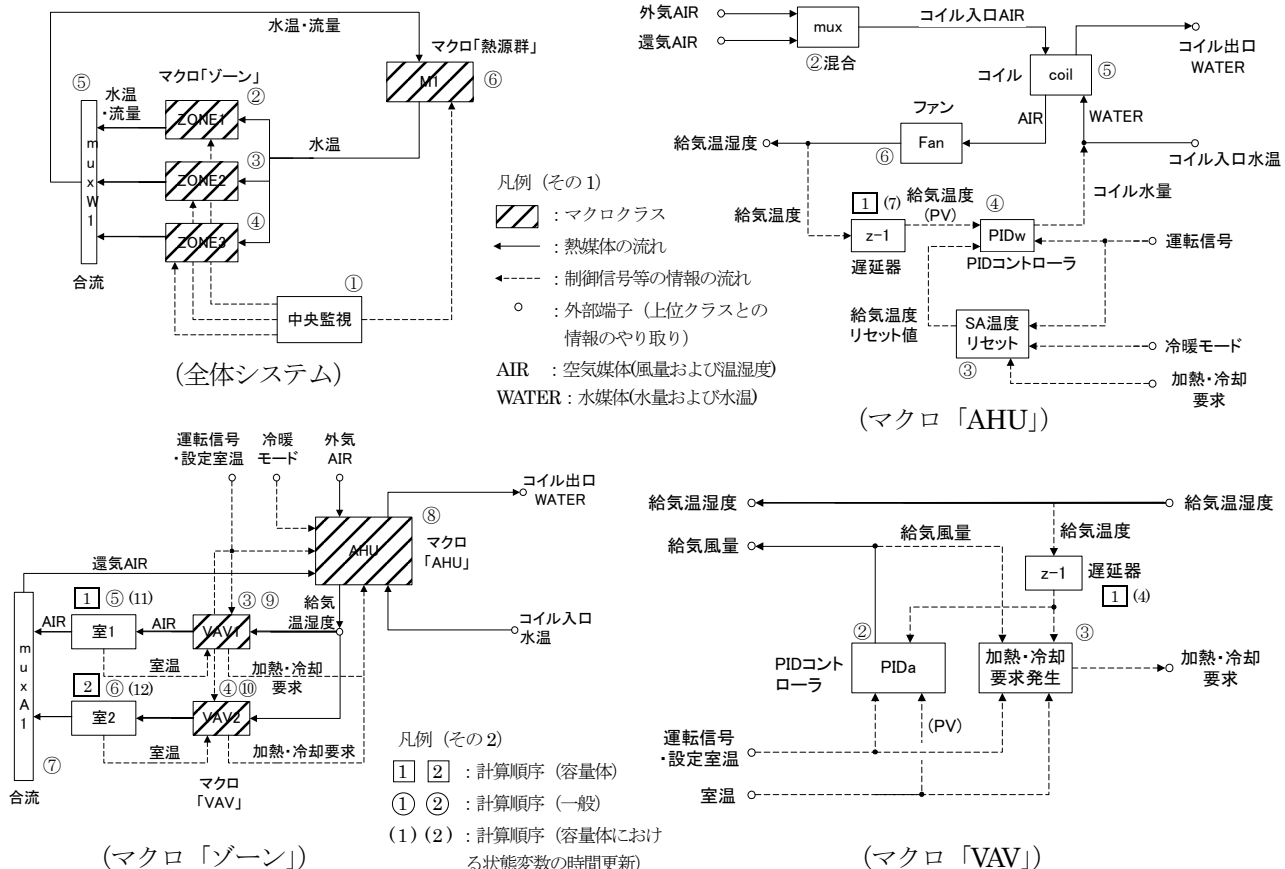 水温・流量
マクロ「熱源群」
M1
⑥
マクロ「ゾーン」
⑤
水温
・流量
②
ZONE1
③
ZONE2
④
ZONE3
水温
muxW1
合流
①
中央監視
(全体システム)
凡例(その1)
:マクロクラス
:熱媒体の流れ
:制御信号等の情報の流れ
:外部端子(上位クラスとの
情報のやり取り)
AIR :空気媒体(風量および温湿度)
WATER:水媒体(水量および水温)
外気AIR
還気AIR
mux
②混合
コイル入口AIR
コイル出口
WATER
コイル
coil
⑤
ファン
AIR
WATER
給気温湿度
Fan
⑥
コイル入口水温
コイル水量
給気温度
1 (7)
給気温度
(PV)
④
z-1
遅延器
PIDw
PIDコントローラ
運転信号
給気温度
リセット値
SA温度
リセット
③
冷暖モード
加熱・冷却
要求
(マクロ「AHU」)
運転信号
・設定室温
冷暖
モード
外気
AIR
コイル出口
WATER
⑧
AHU
マクロ
「AHU」
還気AIR
給気
温湿度
コイル入口
水温
1 ⑤ (11)
③ ⑨
AIR
室1
AIR
VAV1
室温
加熱・冷却
要求
2 ⑥ (12)
④ ⑩
室2
VAV2
室温
加熱・冷却要求
muxA1
⑦
合流
マクロ
「VAV」
(マクロ「ゾーン」)
凡例(その2)
1 2 :計算順序(容量体)
① ② :計算順序(一般)
(1) (2) :計算順序(容量体におけ
る状態変数の時間更新)
給気温湿度
給気温湿度
給気風量
給気風量
給気温度
z-1
遅延器
1 (4)
②
③
PIDコント
ローラ
PIDa
加熱・冷却
要求発生
加熱・冷却
要求
(PV)
運転信号
・設定室温
室温
(マクロ「VAV」)